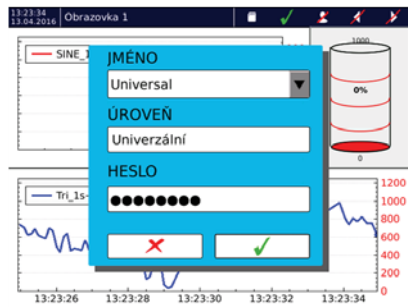 13:23:34
13.04.2016
Obrazovka 1
SINE_1
JMÉNO
Universal
ÚROVEŇ
Univerzální
HESLO
●●●●●●●●
1000
0%
0
Tri_1s-
1200
1000
800
600
400
200
0
13:23:26 13:23:28 13:23:30 13:23:32 13:23:34